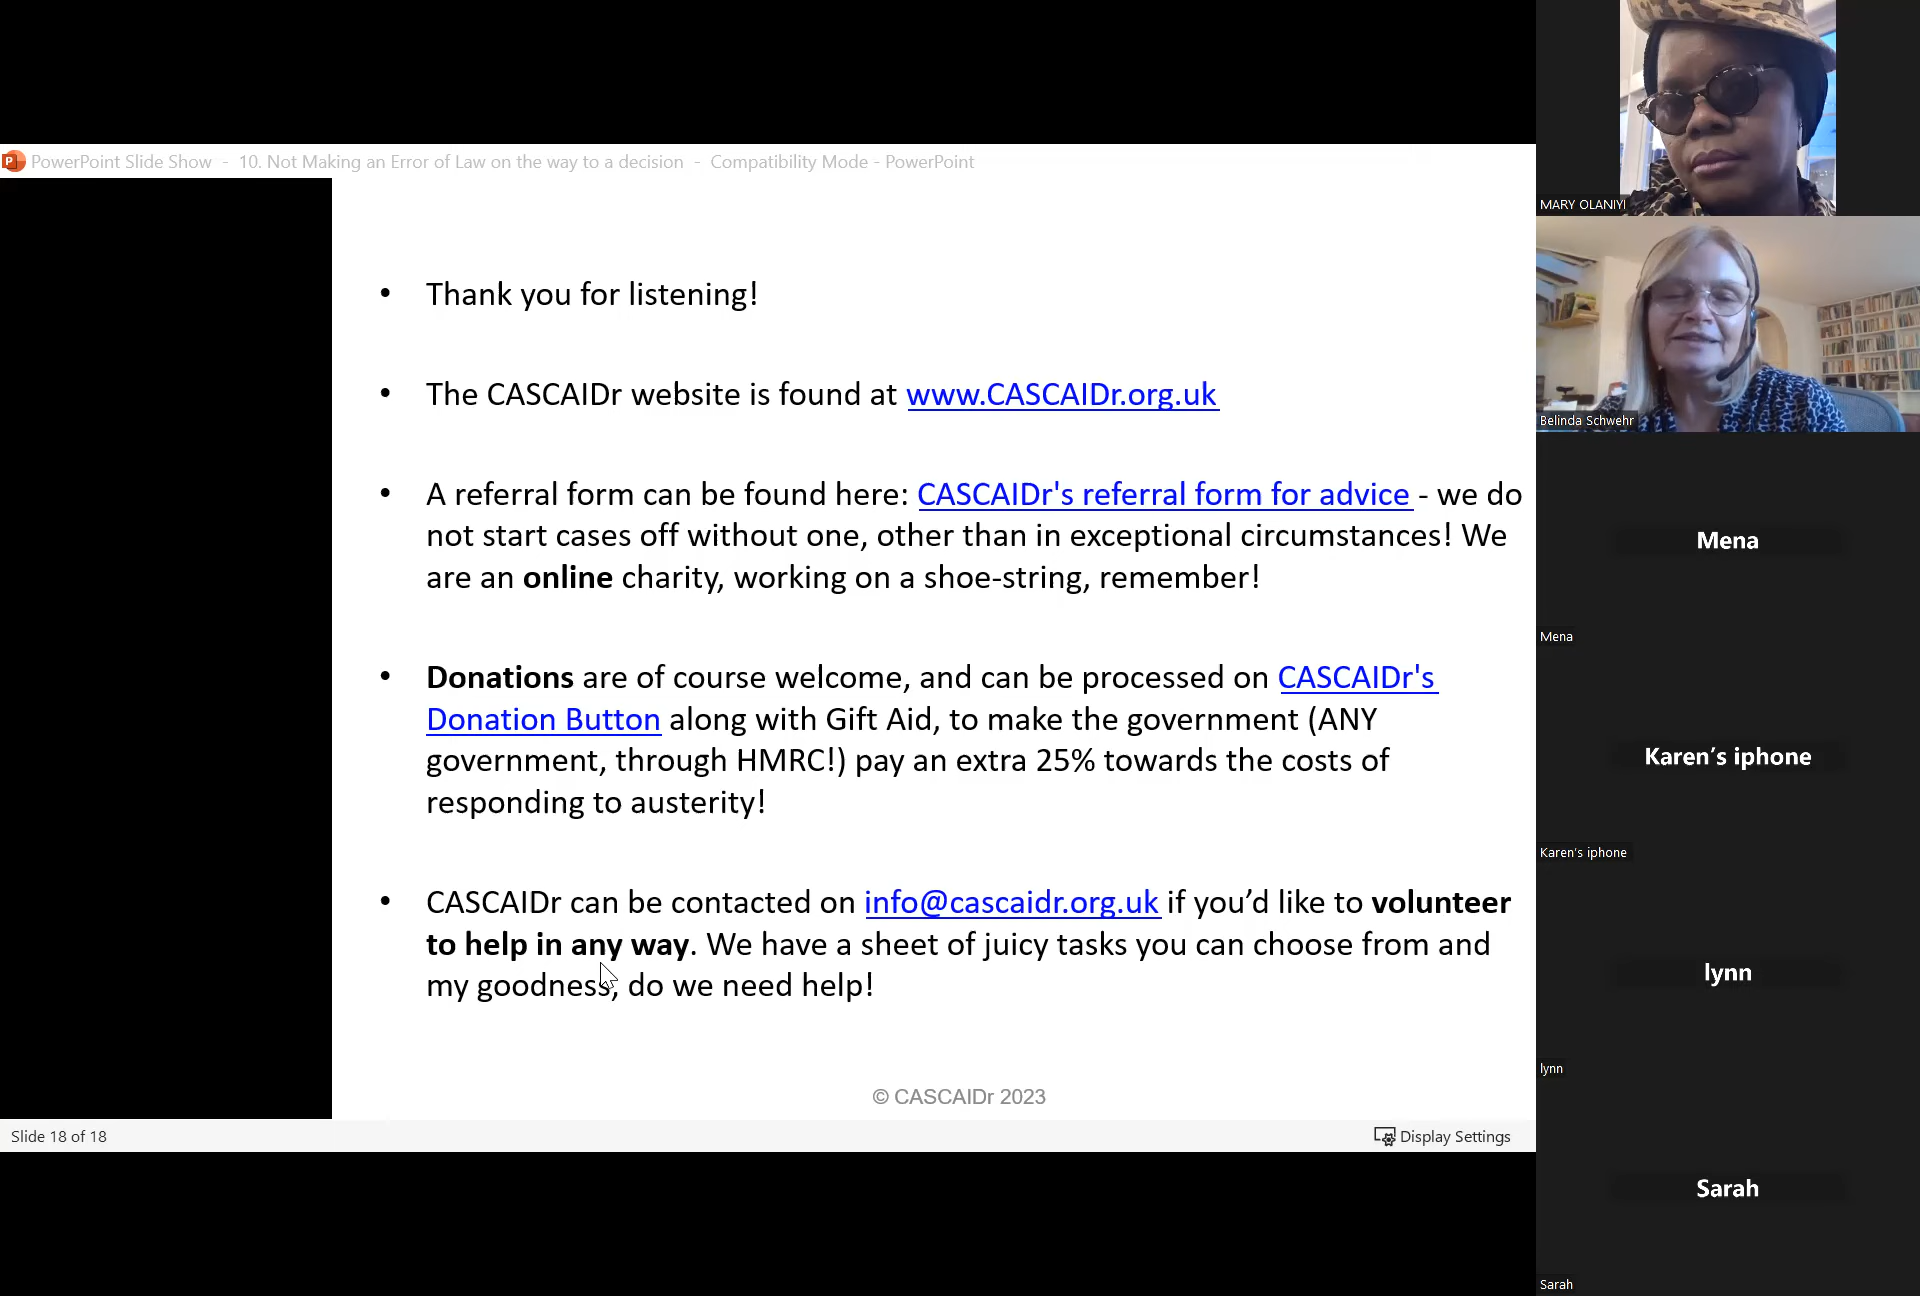 PowerPoint Slide Show - 10. Not Making an Error of Law on the way to a decision - Compatibility Mode - PowerPoint
• Thank you for listening!
• The CASCAIDr website is found at www.CASCAIDr.org.uk
• A referral form can be found here: CASCAIDr's referral form for advice - we do
not start cases off without one, other than in exceptional circumstances! We
are an online charity, working on a shoe-string, remember!
• Donations are of course welcome, and can be processed on CASCAIDr's
Donation Button along with Gift Aid, to make the government (ANY
government, through HMRC!) pay an extra 25% towards the costs of
responding to austerity!
• CASCAIDr can be contacted on info@cascaidr.org.uk if you’d like to volunteer
to help in any way. We have a sheet of juicy tasks you can choose from and
my goodness, do we need help!
© CASCAIDr 2023
Slide 18 of 18
Display Settings
MARY OLANIYI
Belinda Schwehr
Mena
Mena
Karen’s iphone
Karen's iphone
lynn
lynn
Sarah
Sarah